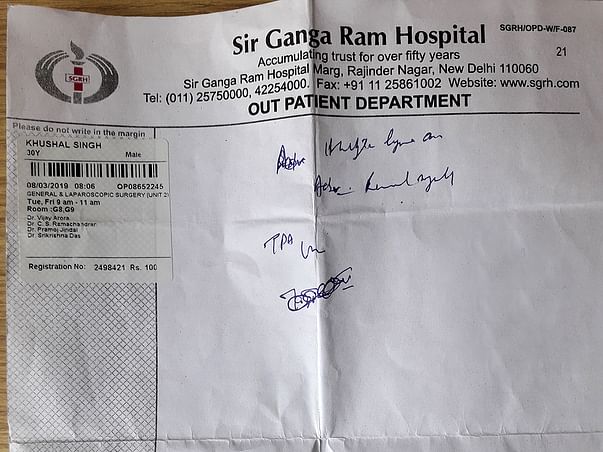 SGRH/OPD-W/F-087
Sir Ganga Ram Hospital
21
Accumulating trust for over fifty years
SGRH
Sir Ganga Ram Hospital Marg, Rajinder Nagar, New Delhi 110060
Tel: (011) 25750000, 42254000. Fax: +91 11 25861002 Website: www.sgrh.com
OUT PATIENT DEPARTMENT
Please do not write in the margin
KHUSHAL SINGH
30Y Male
08/03/2019 08:06 OP08652245
GENERAL & LAPAROSCOPIC SURGERY (UNIT 2)
Tue, Fri 9 am - 11 am
Room :G8,G9
Dr. Vijay Arora
Dr. C. S. Ramachandran
Dr. Pramoj Jindal
Dr. Srikrishna Das
Registration No: 2498421 Rs. 100
TPA